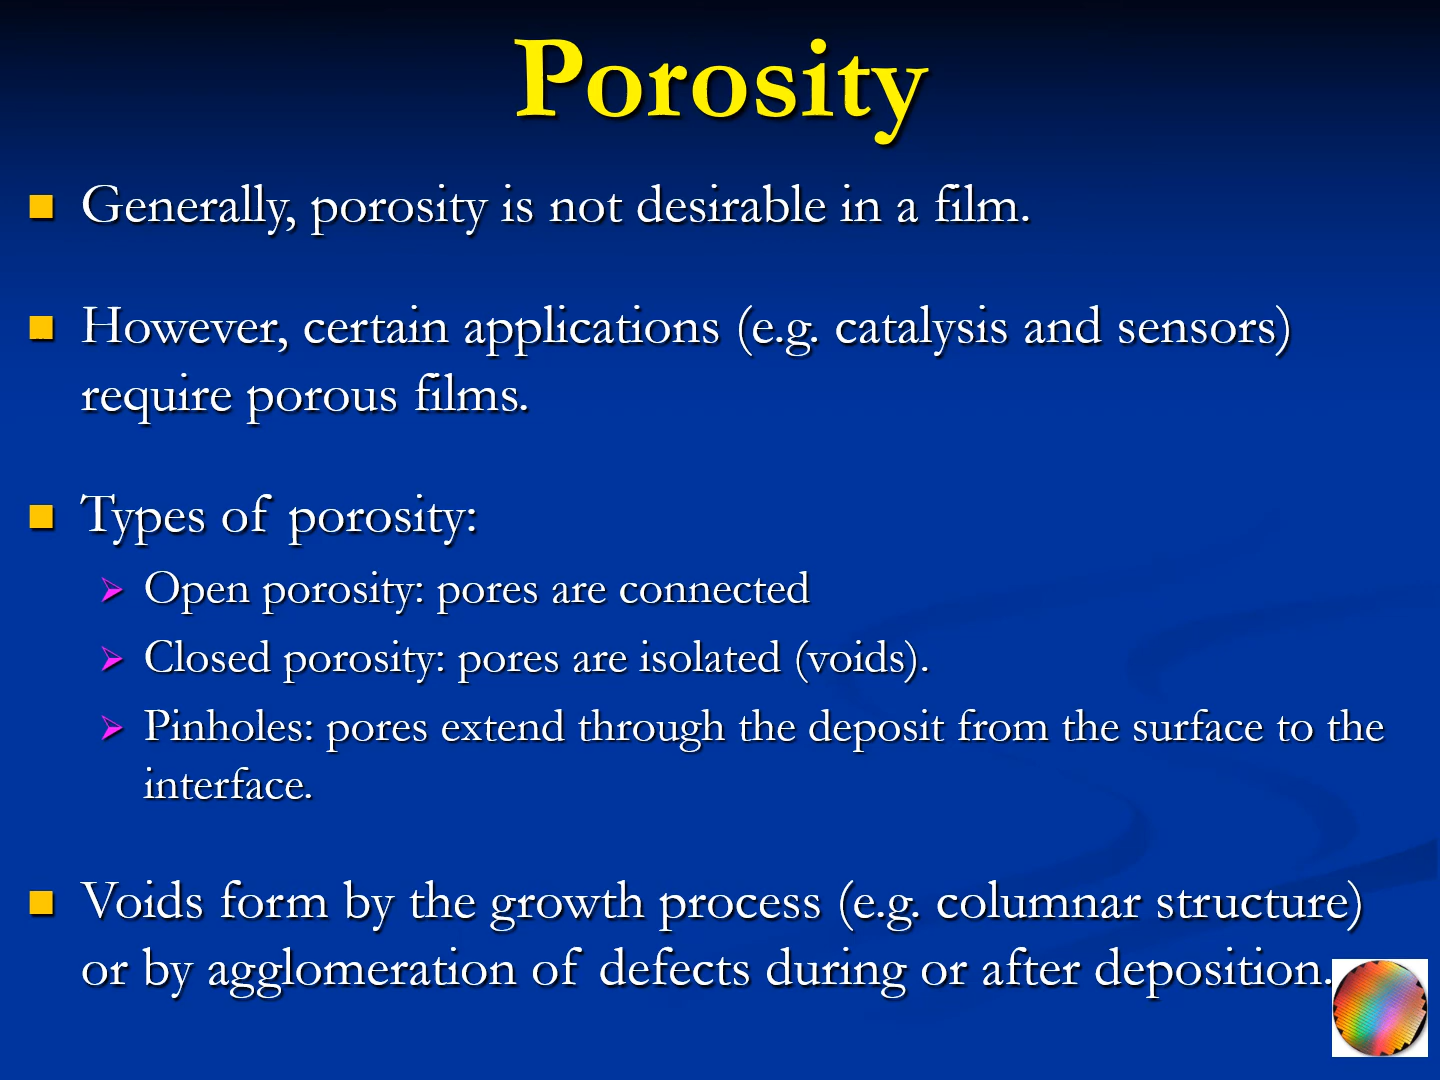 Porosity
Generally, porosity is not desirable in a film.
However, certain applications (e.g. catalysis and sensors)
require porous films.
Types of porosity:
Open porosity: pores are connected
Closed porosity: pores are isolated (voids).
Pinholes: pores extend through the deposit from the surface to the
interface.
Voids form by the growth process (e.g. columnar structure)
or by agglomeration of defects during or after deposition.